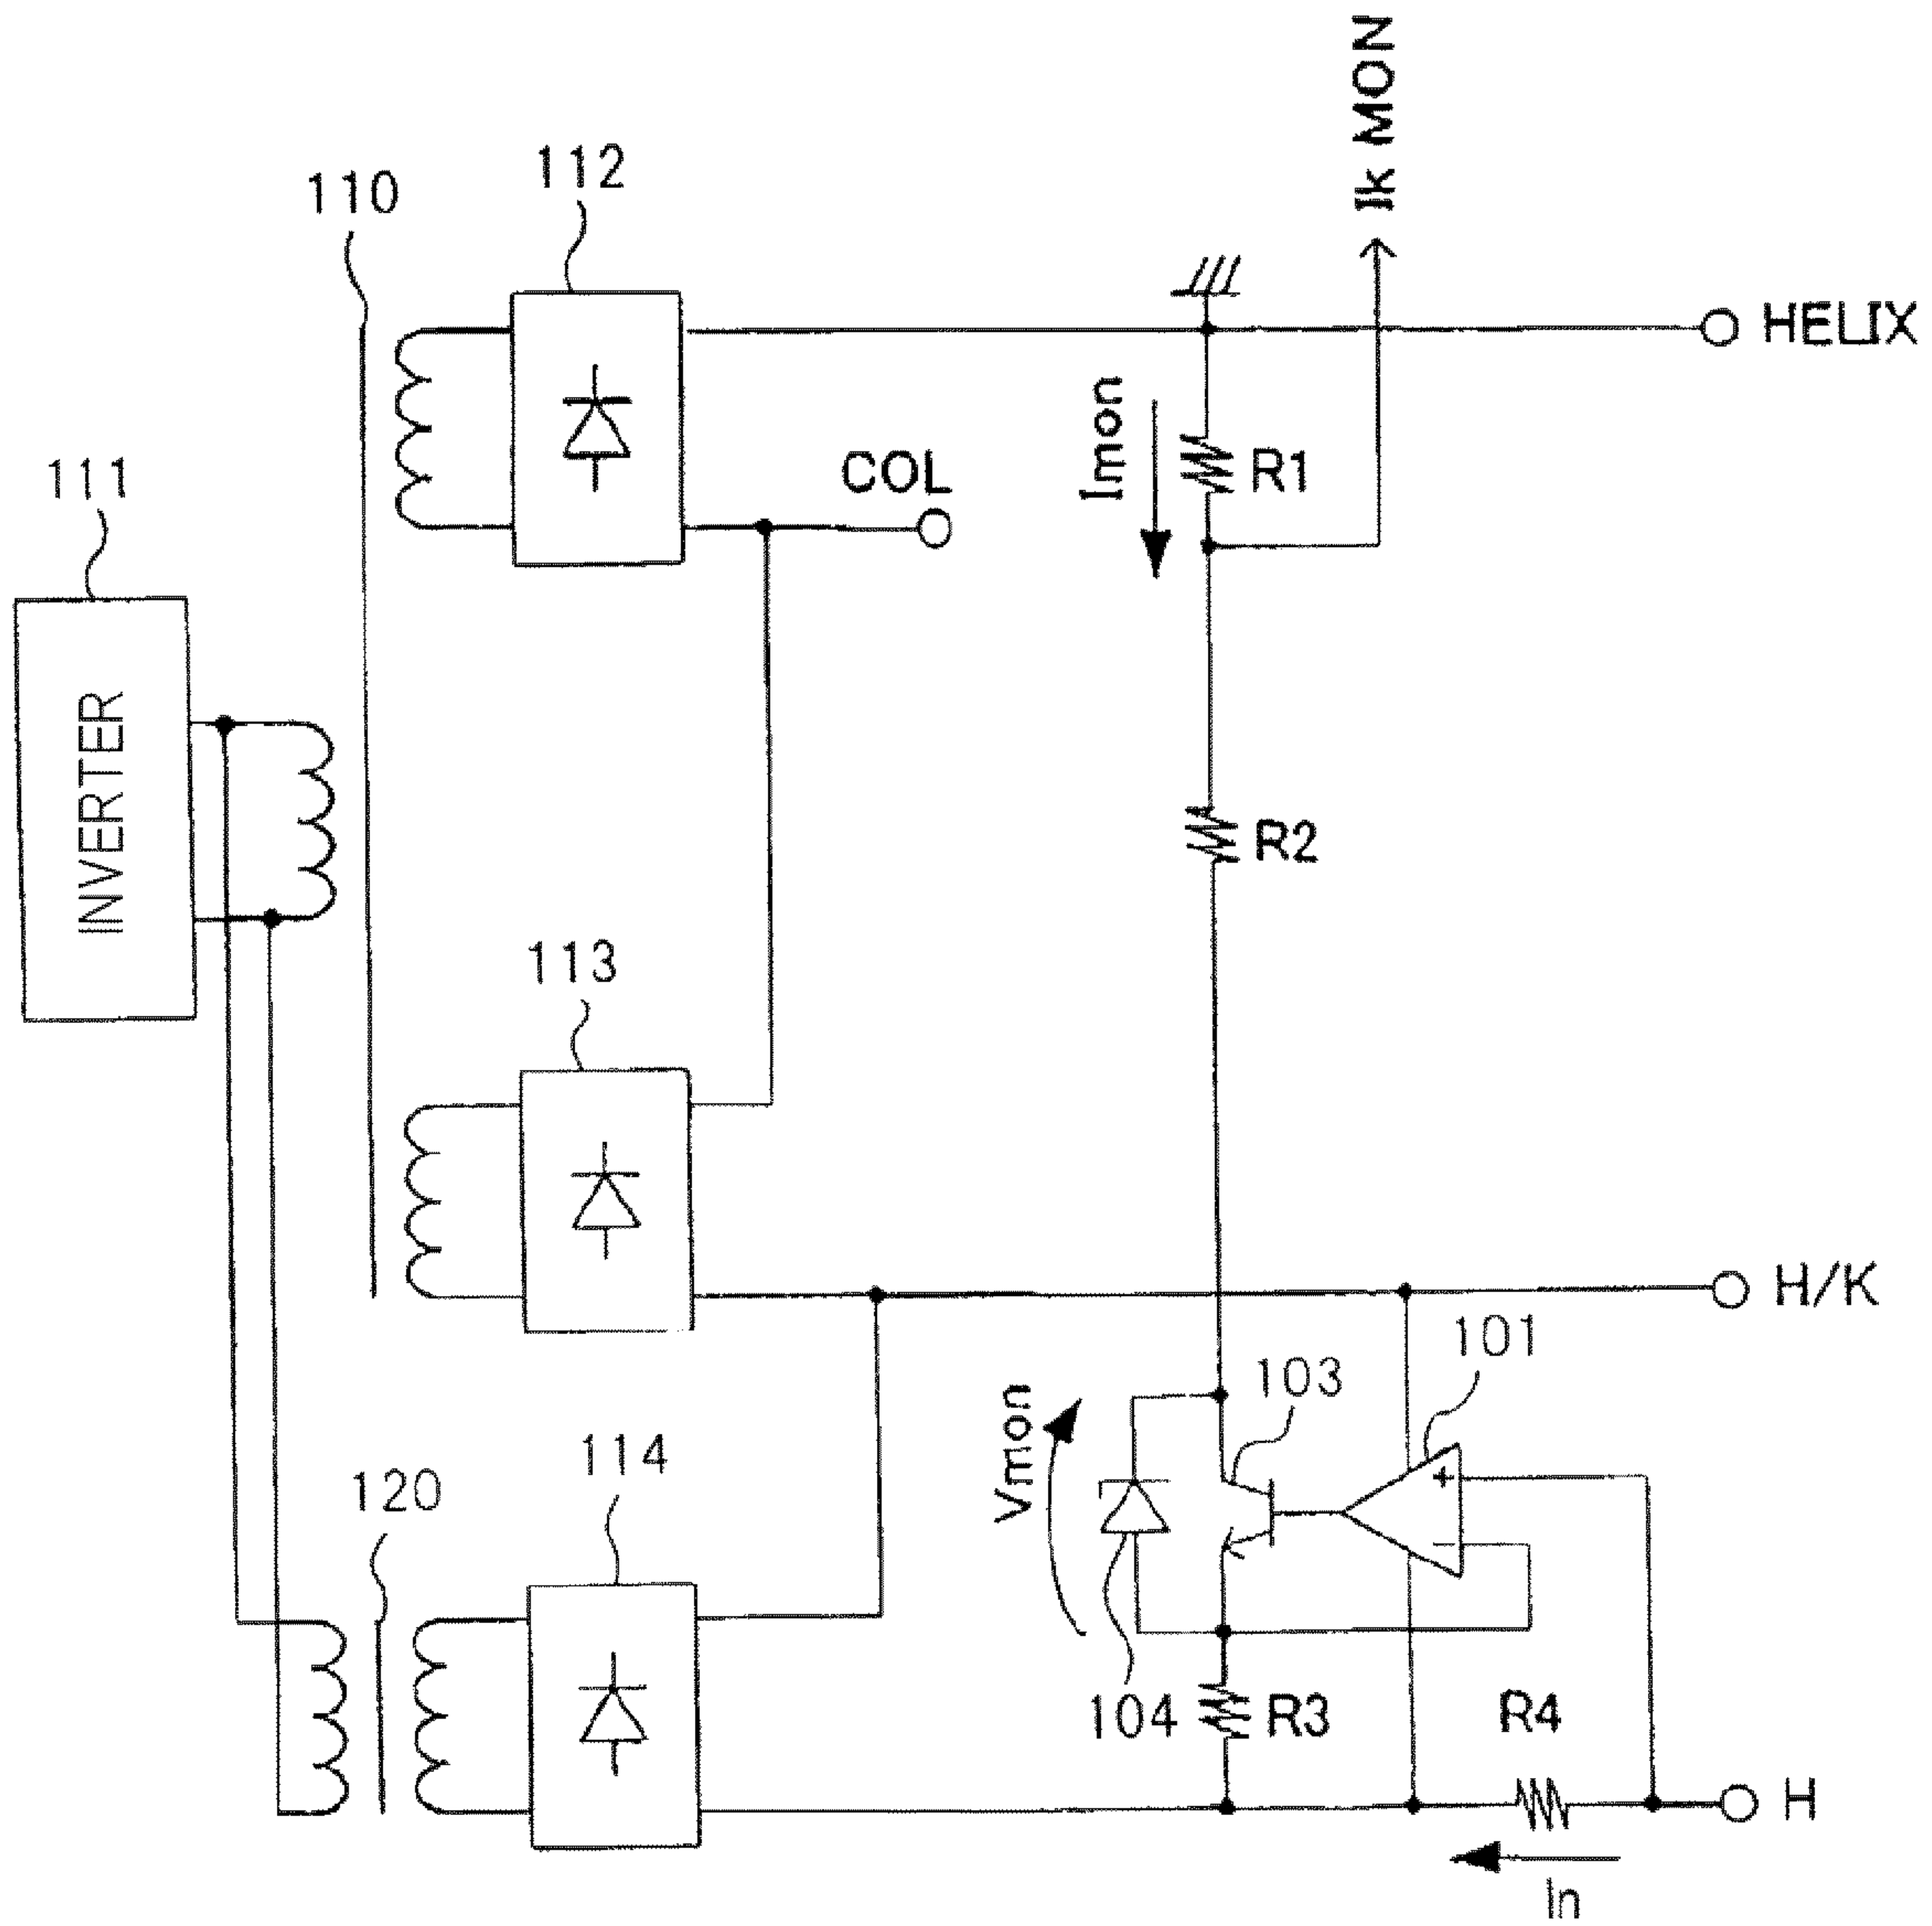 Ik MON
112
110
HELIX
Imon
R1
COL
111
INVERTER
R2
113
H/K
101
103
Vmon
+
114
120
104
R3
R4
H
In